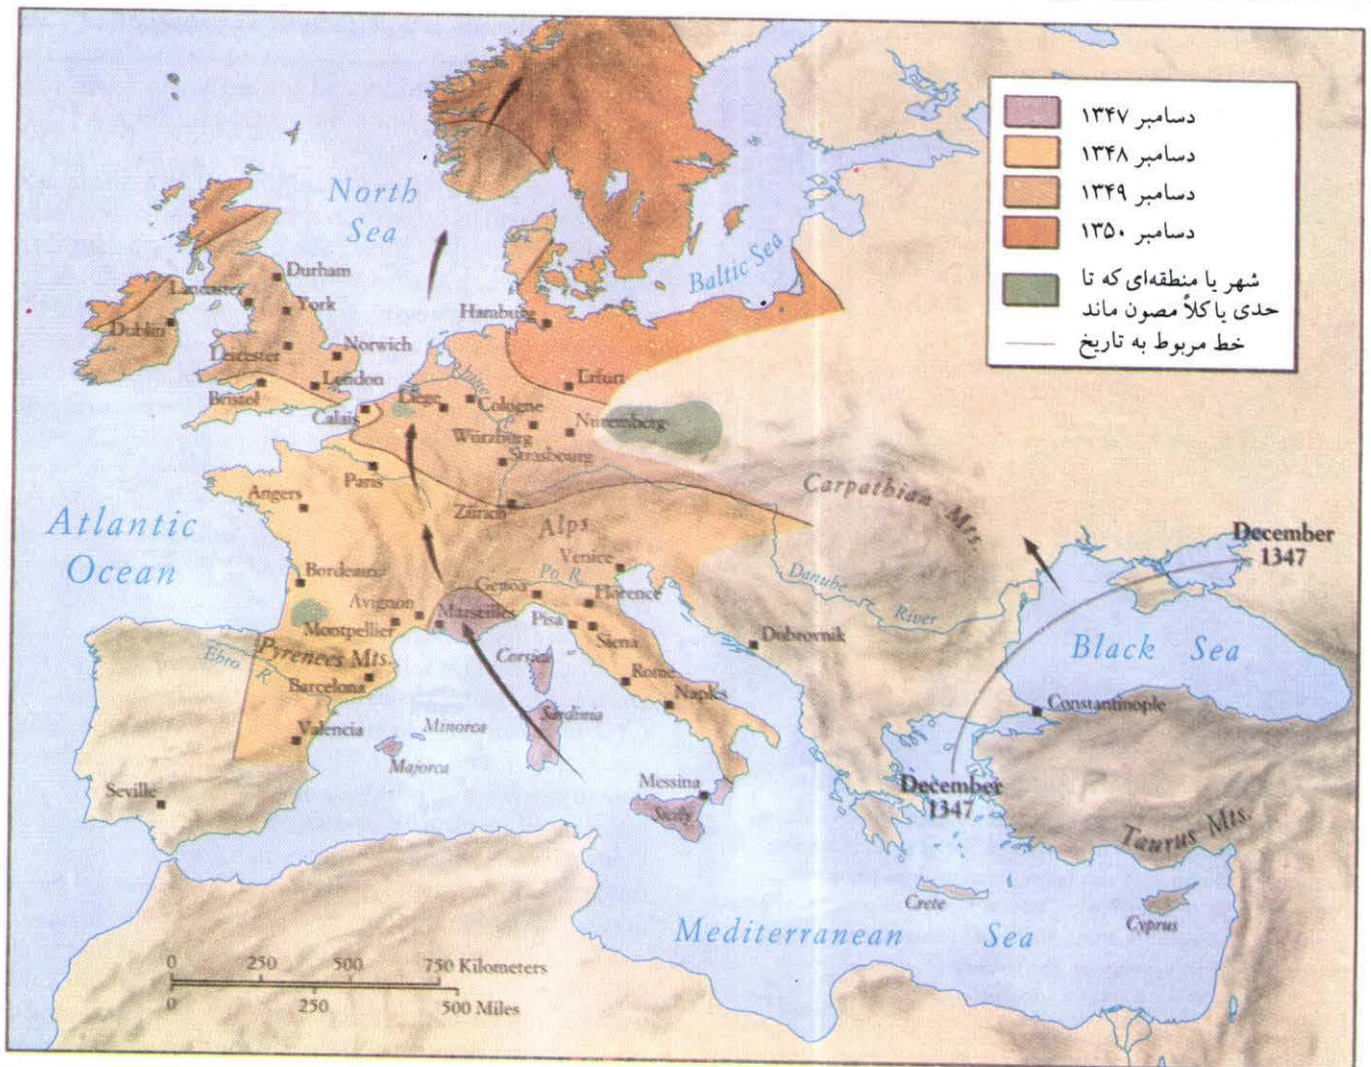 دسامبر ۱۳۴۷
دسامبر ۱۳۴۸
دسامبر ۱۳۴۹
دسامبر ۱۳۵۰
شهر یا منطقه‌ای که تا
حدی یا کلاً مصون ماند
خط مربوط به تاریخ
North
Sea
Baltic Sea
Durham
Lancaster
York
Dublin
Leicester
Norwich
Hamburg
London
Bristol
Calais
Liège
Rhine
R.
Cologne
Erfurt
Würzburg
Nuremberg
Strasbourg
Paris
Angers
Zürich
Alps
Carpathian Mts.
Atlantic
Ocean
Venice
Po R.
Danube
River
December
1347
Bordeaux
Genoa
Florence
Avignon
Marseilles
Montpellier
Pisa
Siena
Dubrovnik
Black Sea
Ebro
R.
Pyrenees Mts.
Corsica
Rome
Barcelona
Naples
Constantinople
Valencia
Minorca
Sardinia
Majorca
Seville
Messina
Sicily
December
1347
Taurus Mts.
Crete
Cyprus
Mediterranean Sea
0 250 500 750 Kilometers
0 250 500 Miles